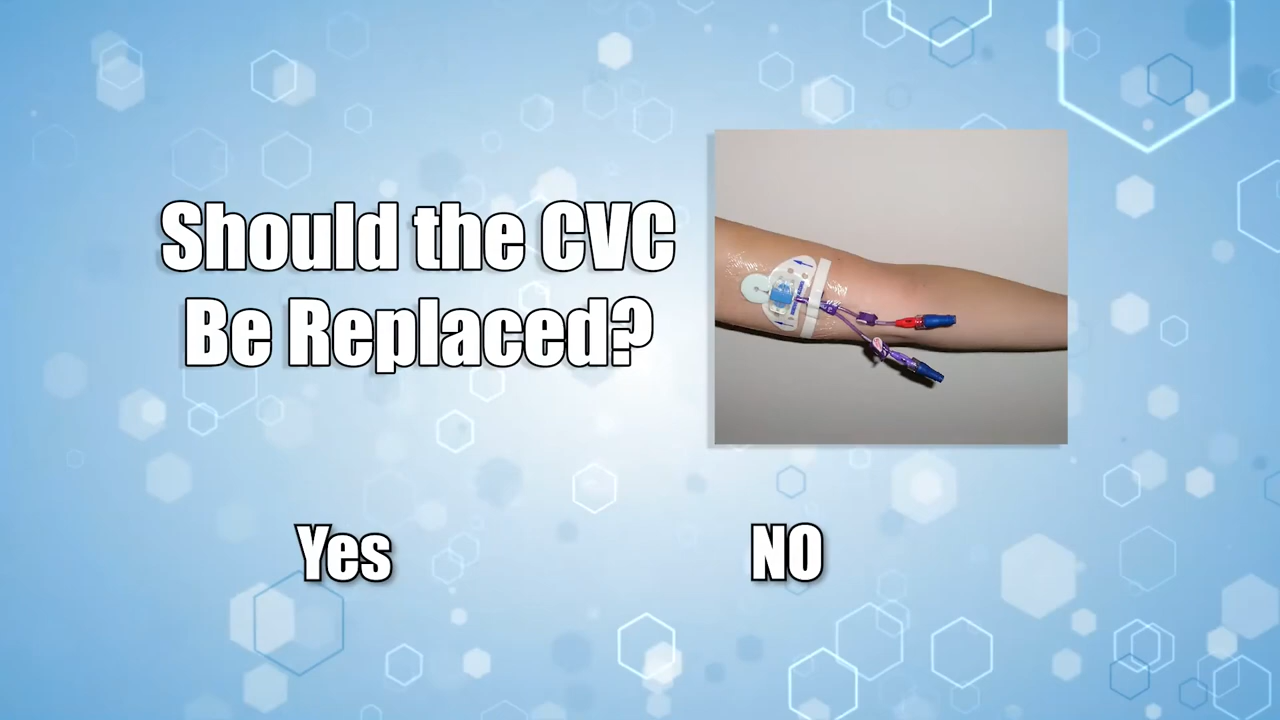 Should the CVC
Be Replaced?
Yes
NO